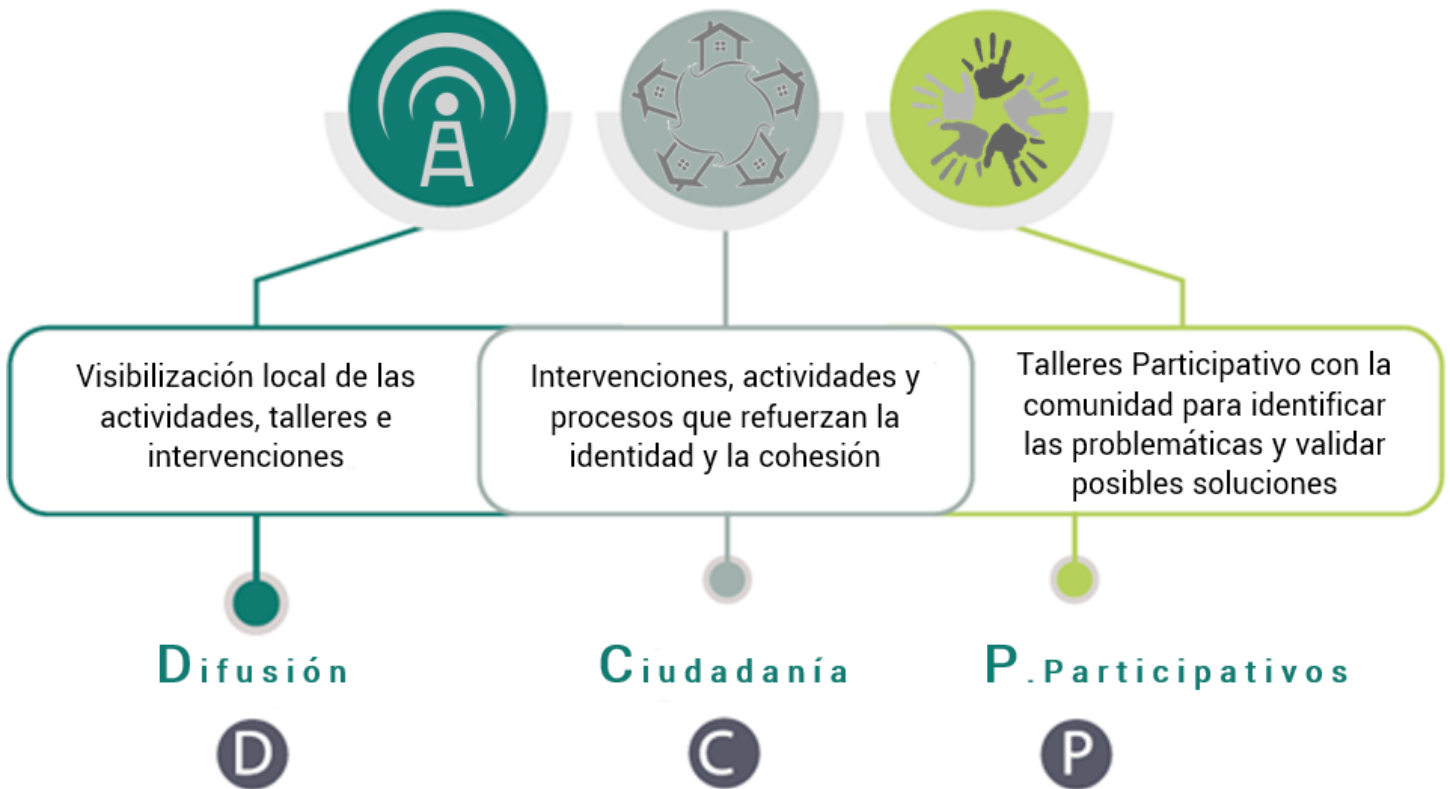 Visibilización local de las
actividades, talleres e
intervenciones
Intervenciones, actividades y
procesos que refuerzan la
identidad y la cohesión
Talleres Participativo con la
comunidad para identificar
las problemáticas y validar
posibles soluciones
Difusión
Ciudadanía
P.Participativos
D
C
P